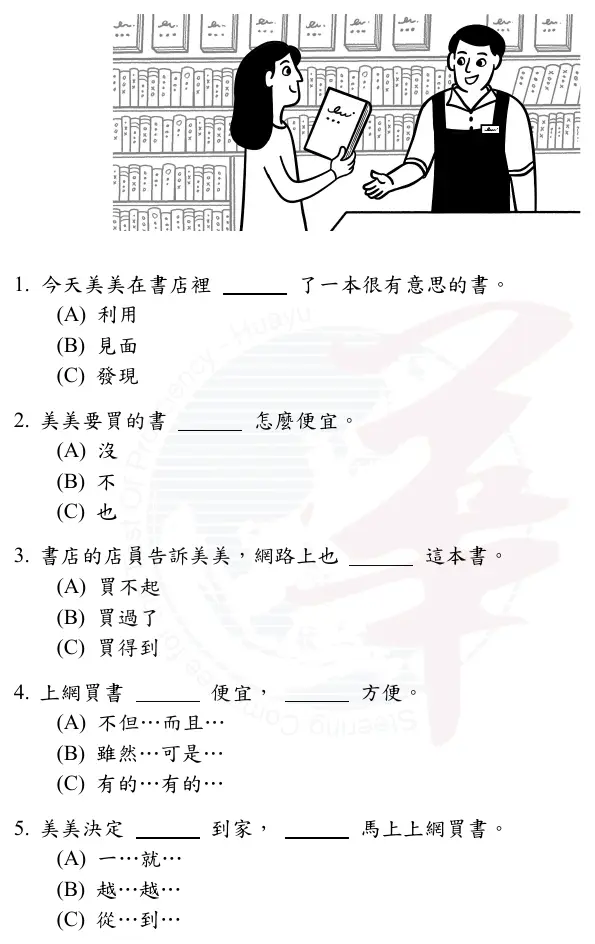 1. 今天美美在書店裡 ______ 了一本很有意思的書。
(A) 利用
(B) 見面
(C) 發現
2. 美美要買的書 ______ 怎麼便宜。
(A) 沒
(B) 不
(C) 也
3. 書店的店員告訴美美，網路上也 ______ 這本書。
(A) 買不起
(B) 買過了
(C) 買得到
4. 上網買書 ______ 便宜， ______ 方便。
(A) 不但…而且…
(B) 雖然…可是…
(C) 有的…有的…
5. 美美決定 ______ 到家， ______ 馬上上網買書。
(A) 一…就…
(B) 越…越…
(C) 從…到…